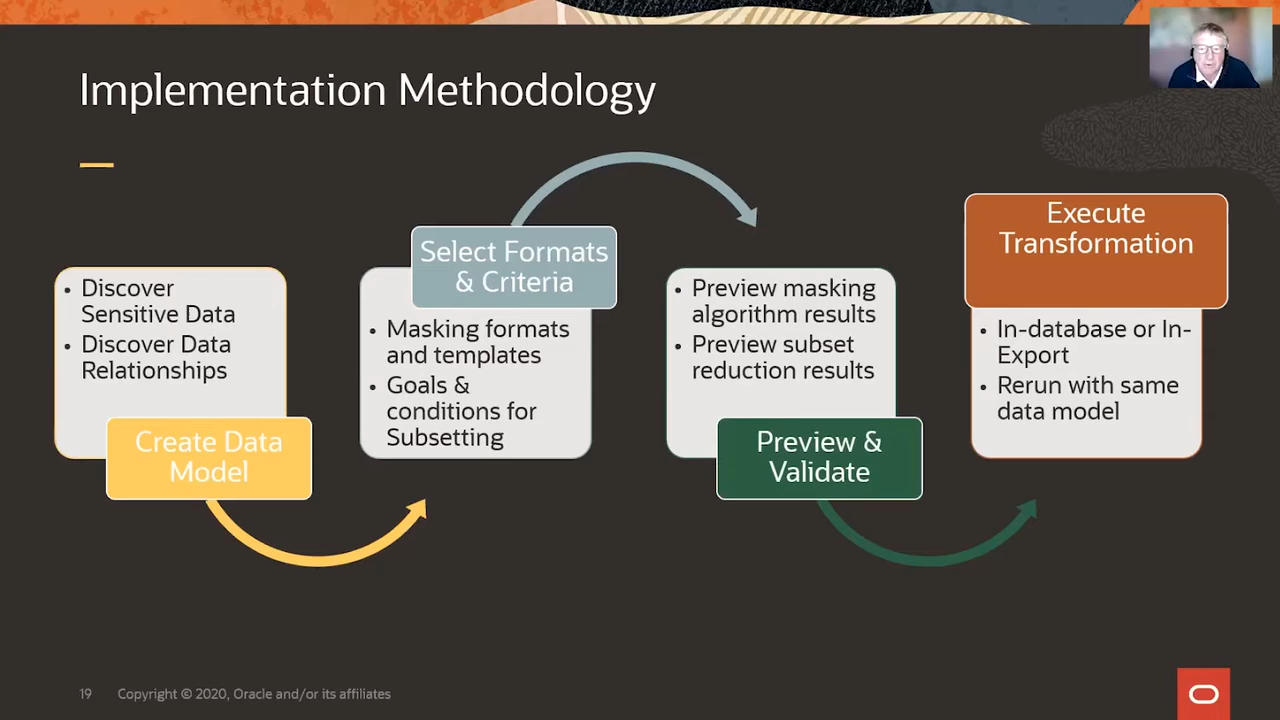 Implementation Methodology
• Discover
Sensitive Data
• Discover Data
Relationships
Create Data
Model
Select Formats
& Criteria
• Masking formats
and templates
• Goals &
conditions for
Subsetting
• Preview masking
algorithm results
• Preview subset
reduction results
Preview &
Validate
Execute
Transformation
• In-database or In-
Export
• Rerun with same
data model
19
Copyright © 2020, Oracle and/or its affiliates